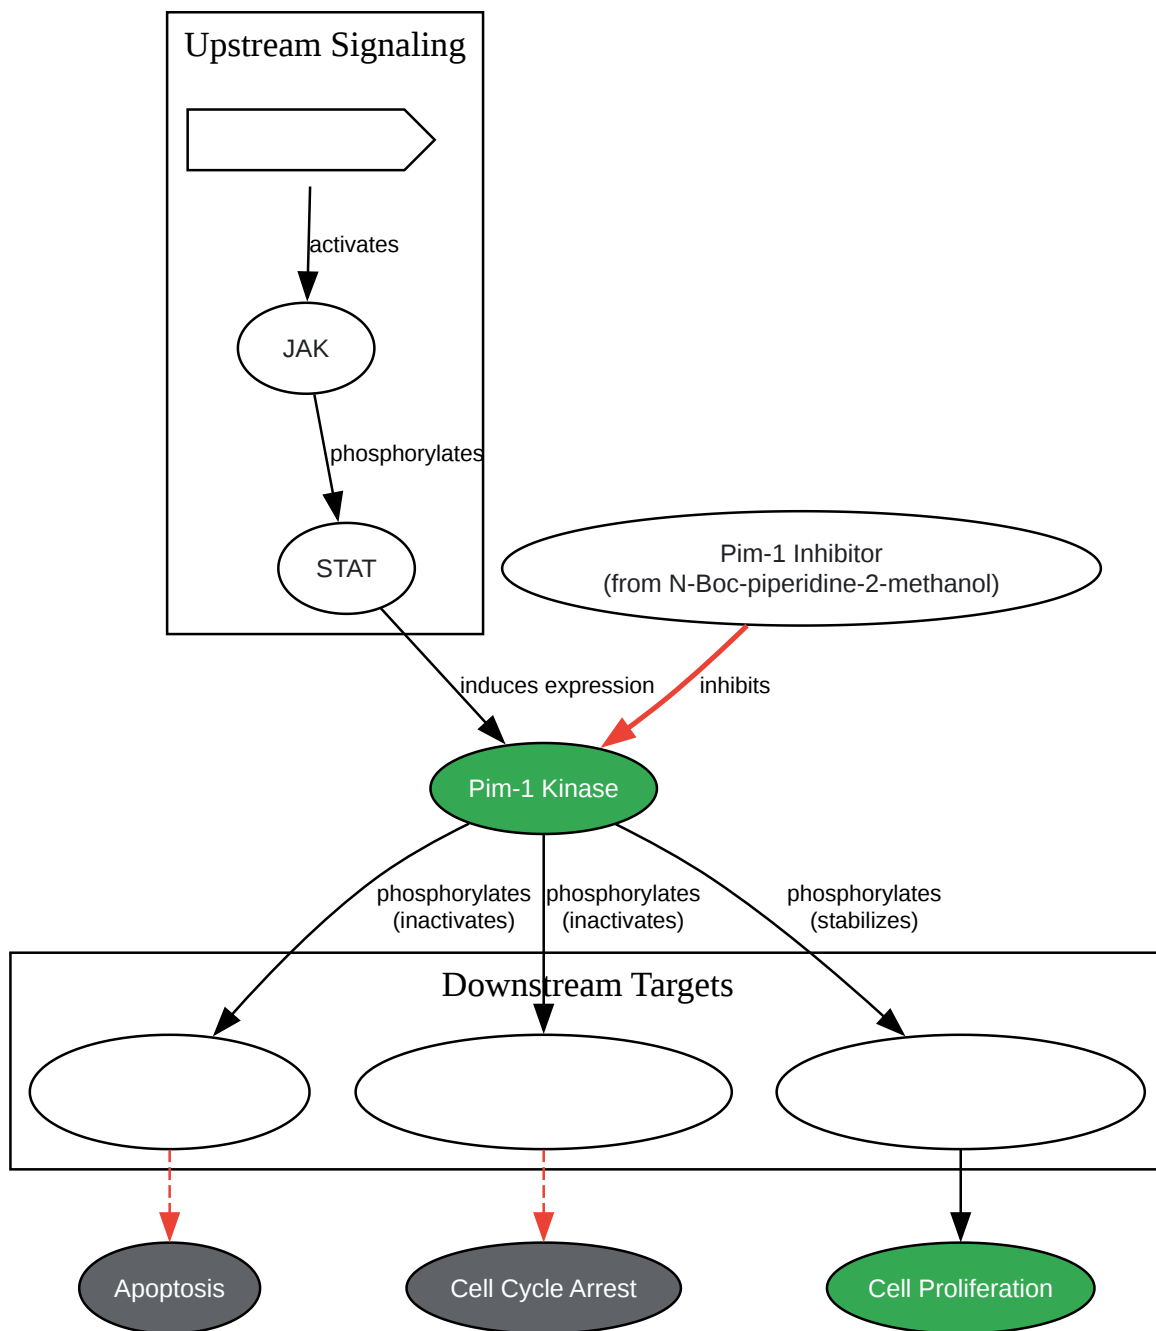 Upstream Signaling
activates
JAK
phosphorylates
STAT
Pim-1 Inhibitor
(from N-Boc-piperidine-2-methanol)
induces expression
inhibits
Pim-1 Kinase
phosphorylates
(inactivates)
phosphorylates
(inactivates)
phosphorylates
(stabilizes)
Downstream Targets
Apoptosis
Cell Cycle Arrest
Cell Proliferation